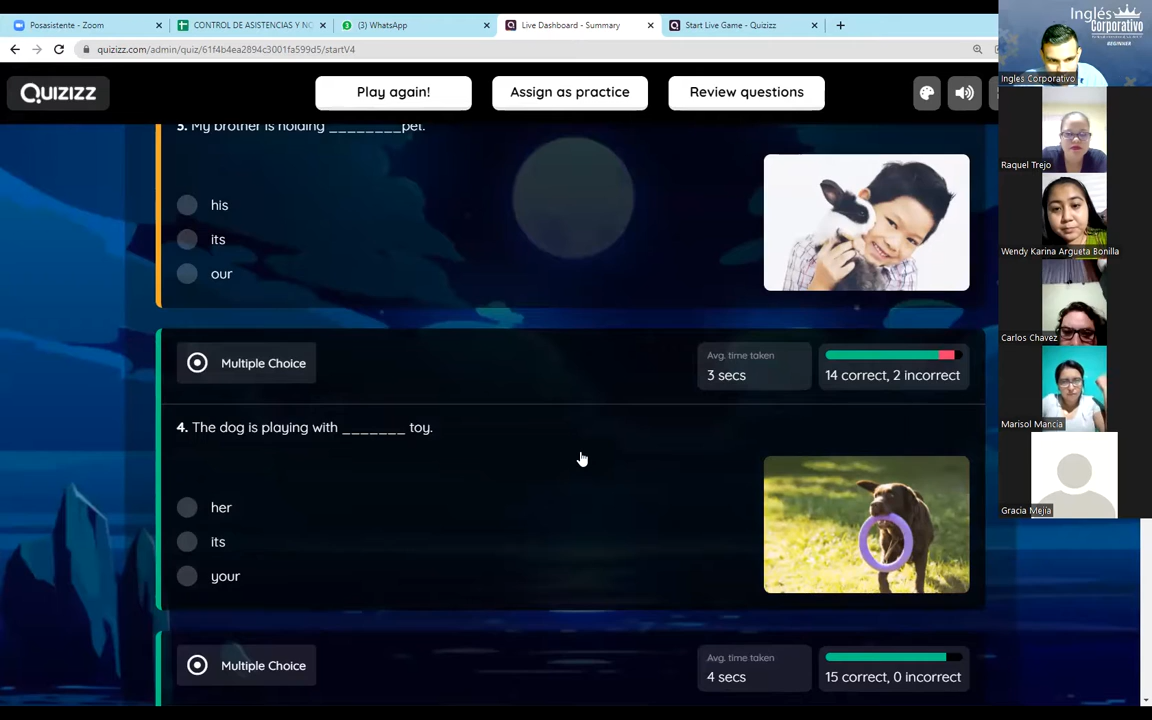 Posasistente - Zoom
CONTROL DE ASISTENCIAS Y NO
(3) WhatsApp
Live Dashboard - Summary
Start Live Game - Quizizz
quizizz.com/admin/quiz/61f4b4ea2894c3001fa599d5/startV4
Quizizz
Play again!
Assign as practice
Review questions
3. My brother is holding ________pet.
his
its
our
Multiple Choice
Avg. time taken
3 secs
14 correct, 2 incorrect
4. The dog is playing with _______ toy.
her
its
your
Multiple Choice
Avg. time taken
4 secs
15 correct, 0 incorrect
Inglés
Corporativo
BEGINNER
Inglés Corporativo
Raquel Trejo
Wendy Karina Argueta Bonilla
Carlos Chavez
Marisol Mancia
Gracia Mejia